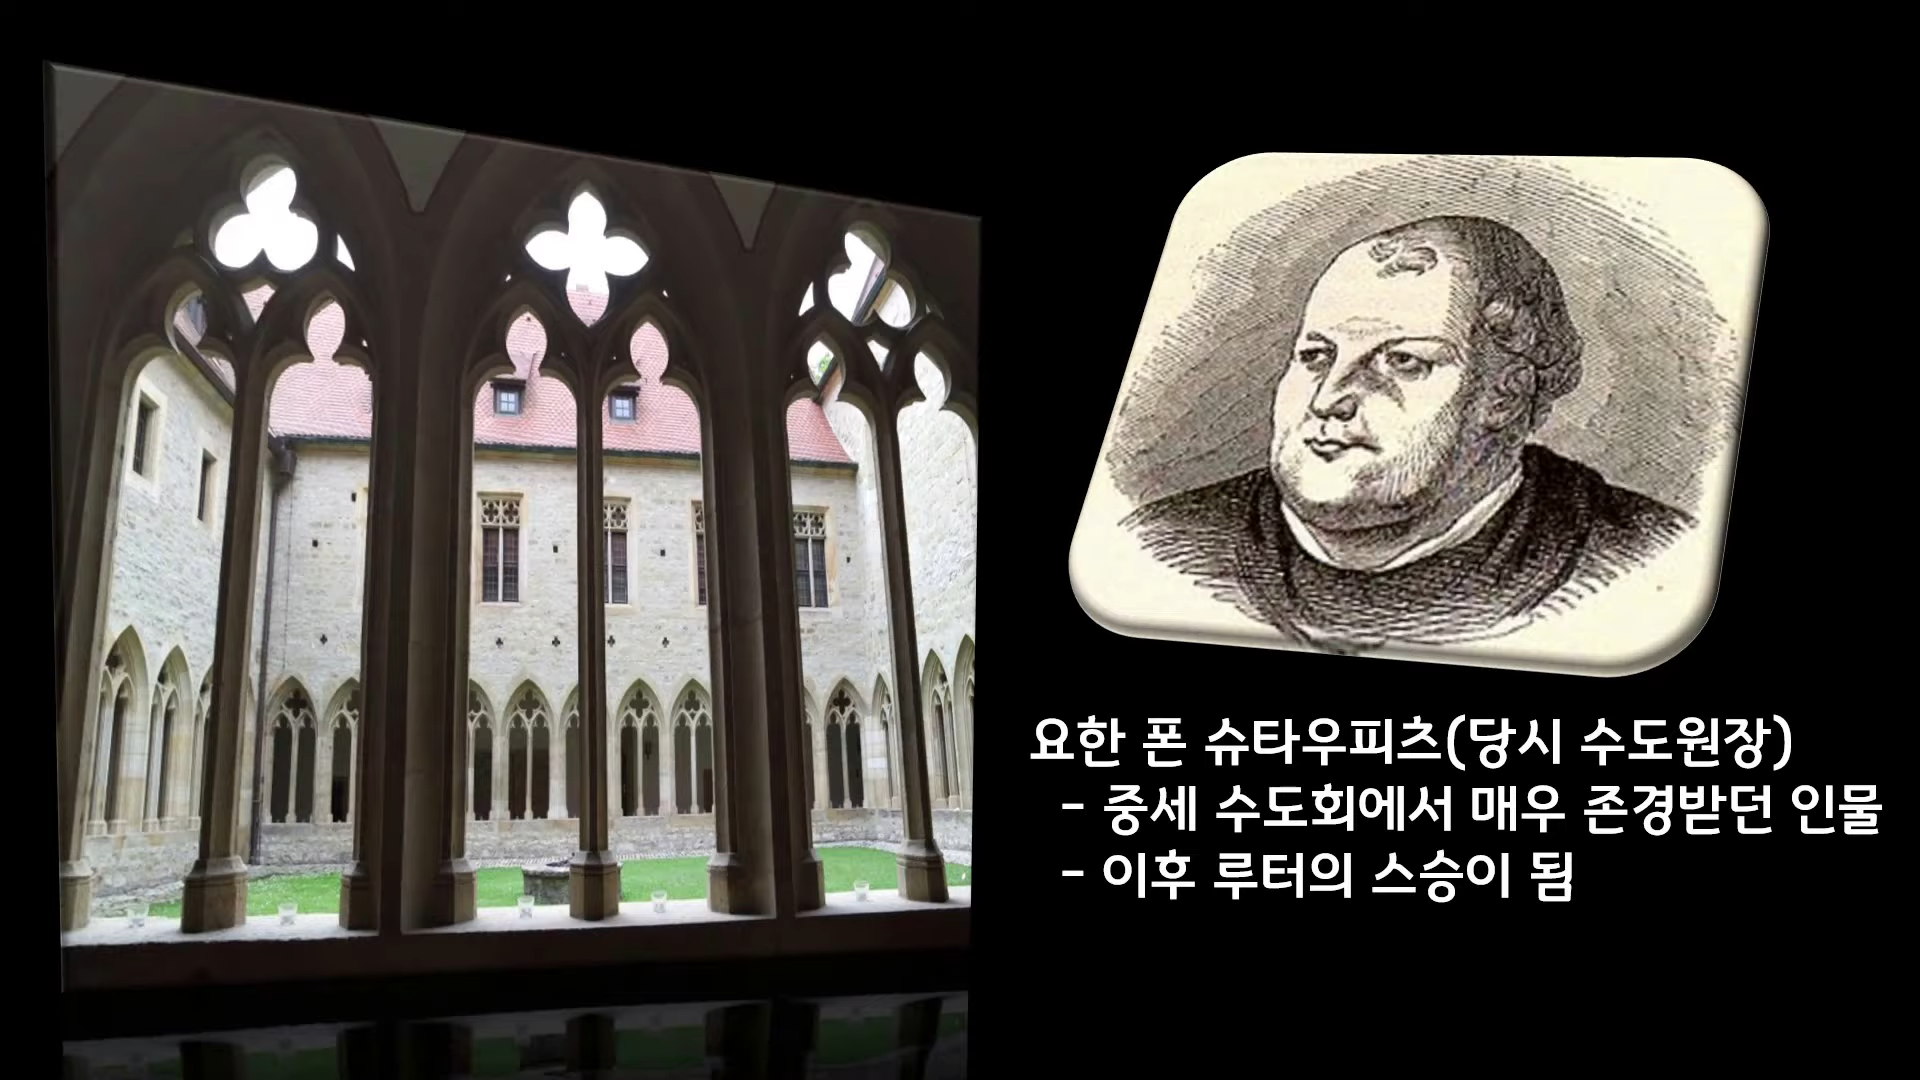 요한 폰 슈타우피츠(당시 수도원장)
- 중세 수도회에서 매우 존경받던 인물
- 이후 루터의 스승이 됨